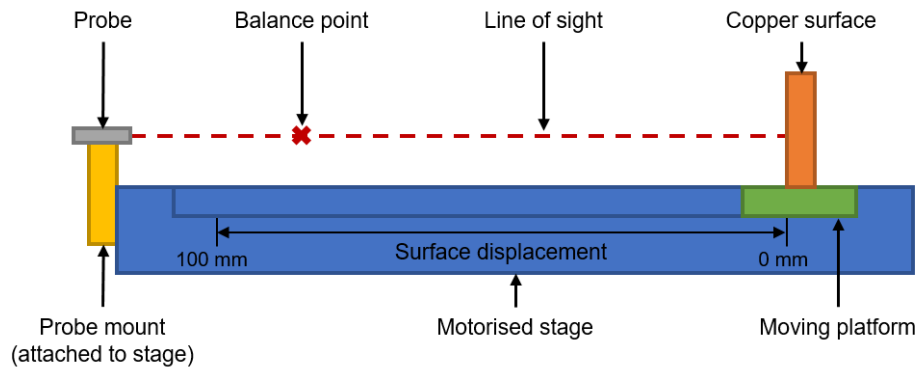 Probe
Balance point
Line of sight
Copper surface
100 mm
Surface displacement
0 mm
Probe mount
(attached to stage)
Motorised stage
Moving platform